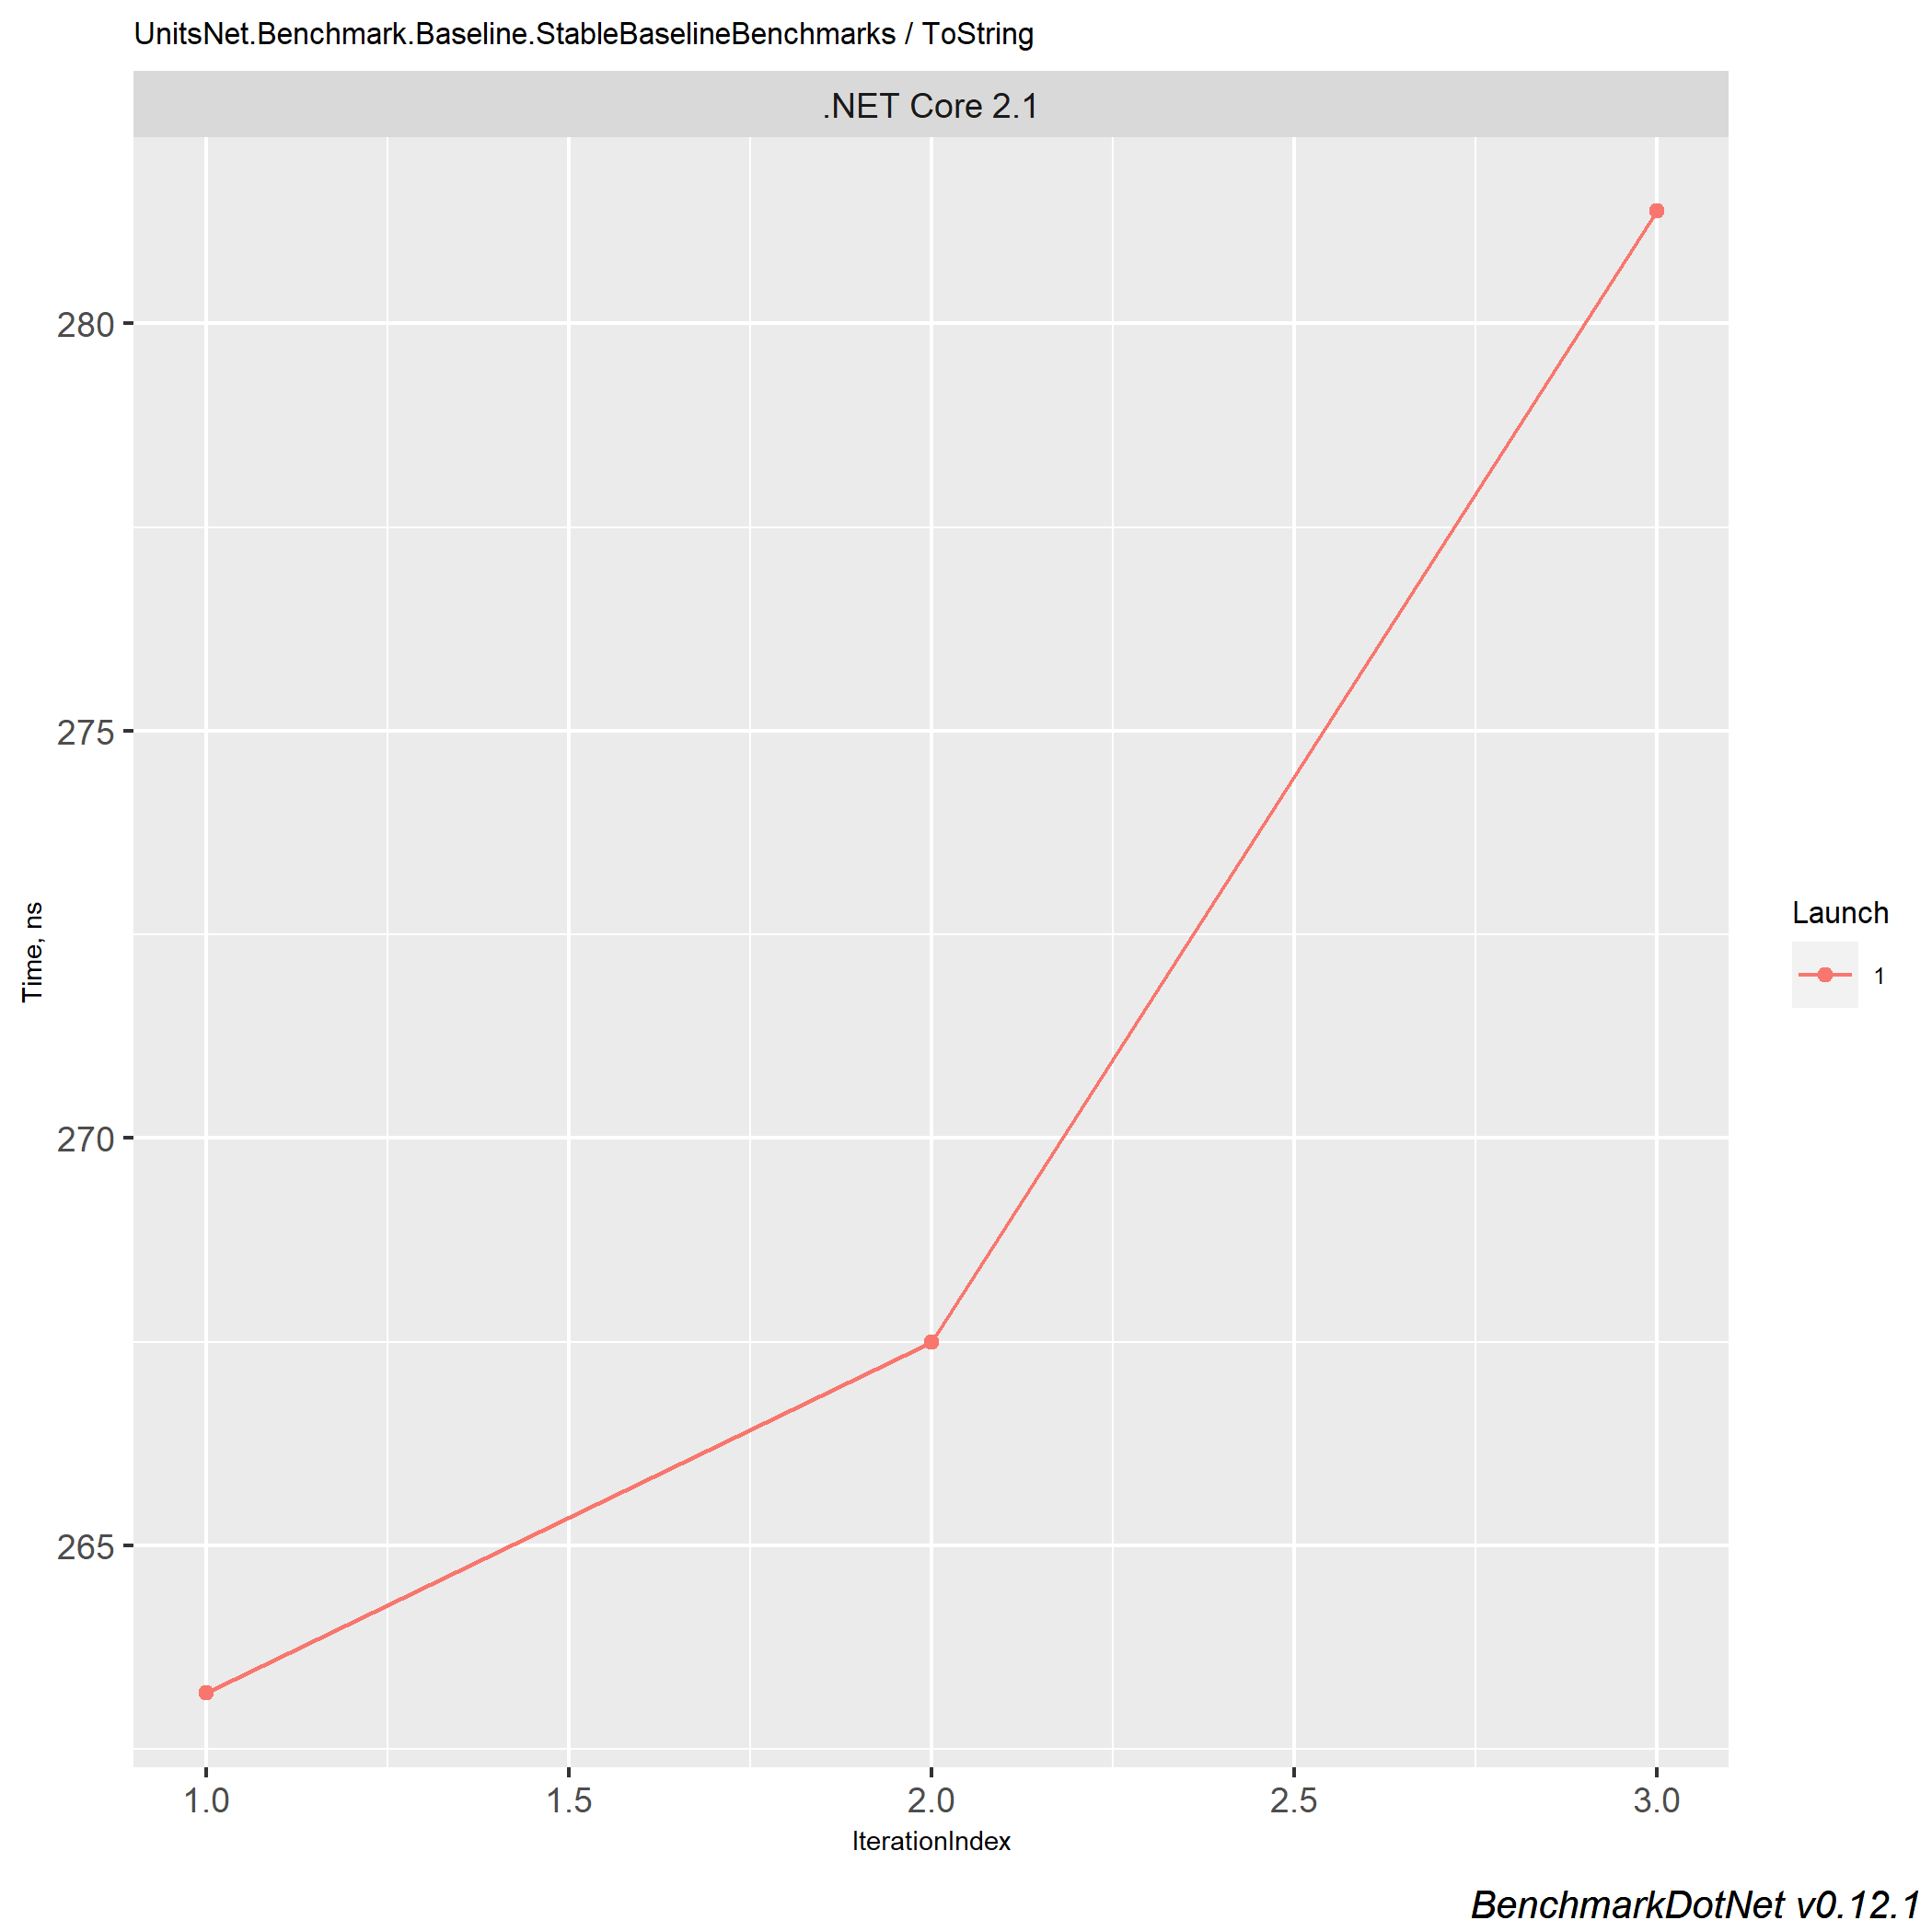 UnitsNet.Benchmark.Baseline.StableBaselineBenchmarks / ToString
.NET Core 2.1
280
275
270
265
Time, ns
1.0 1.5 2.0 2.5 3.0
IterationIndex
Launch
1
BenchmarkDotNet v0.12.1